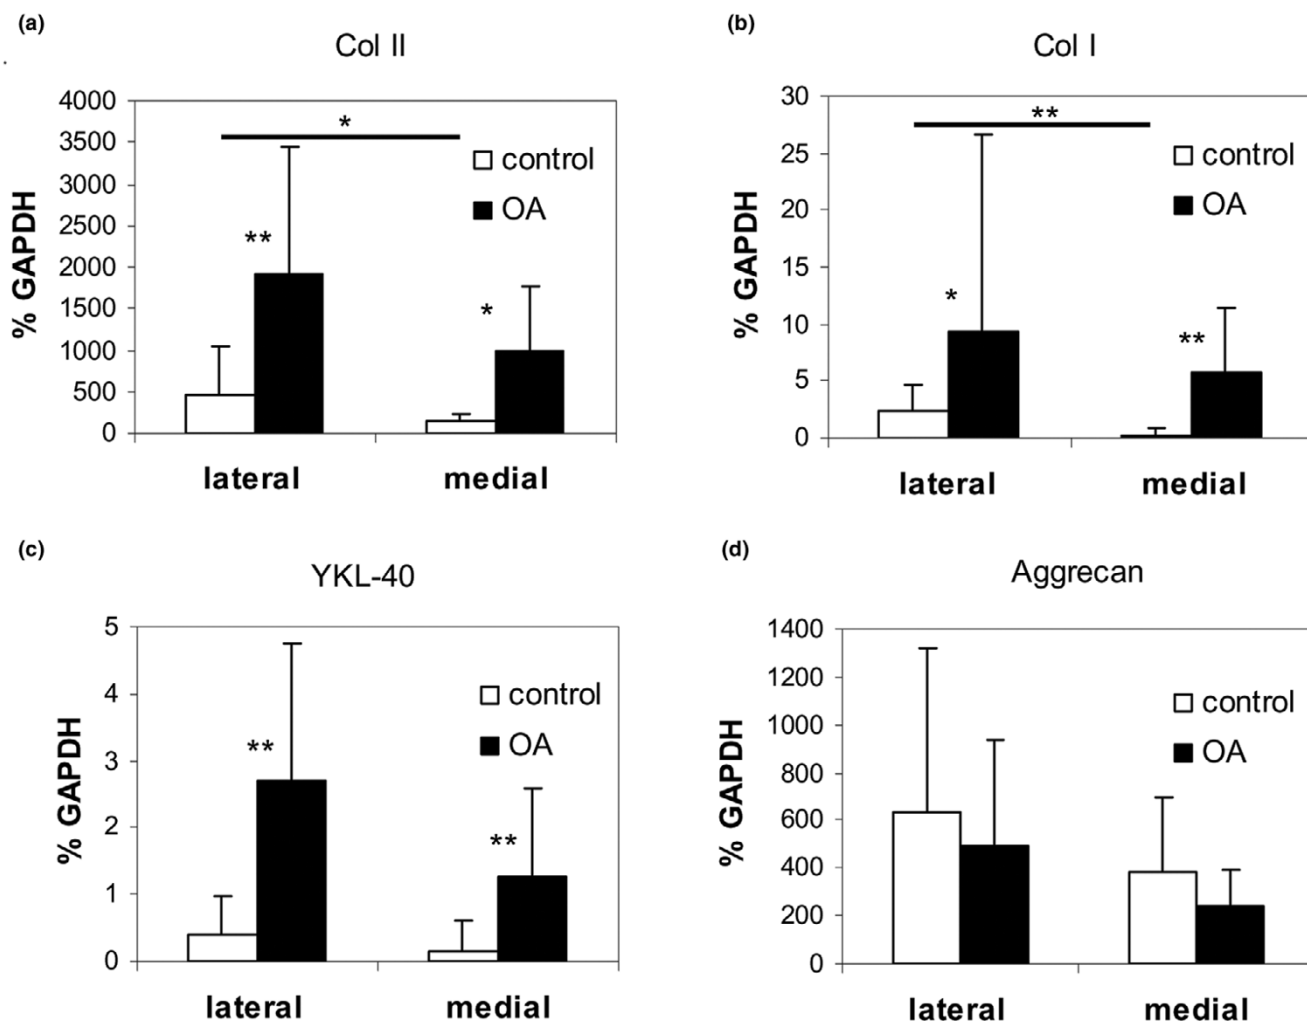 (a)
Col II
4000
3500
3000
2500
2000
1500
1000
500
0
% GAPDH
*
**
*
control
OA
lateral medial
(b)
Col I
30
25
20
15
10
5
0
% GAPDH
**
*
**
control
OA
lateral medial
(c)
YKL-40
5
4
3
2
1
0
% GAPDH
**
**
control
OA
lateral medial
(d)
Aggrecan
1400
1200
1000
800
600
400
200
0
% GAPDH
control
OA
lateral medial